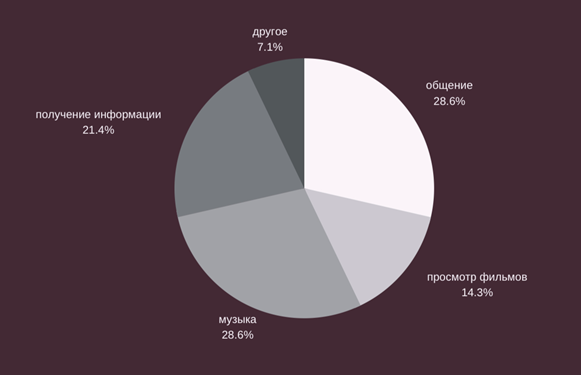 другое
7.1%
общение
28.6%
получение информации
21.4%
просмотр фильмов
14.3%
музыка
28.6%